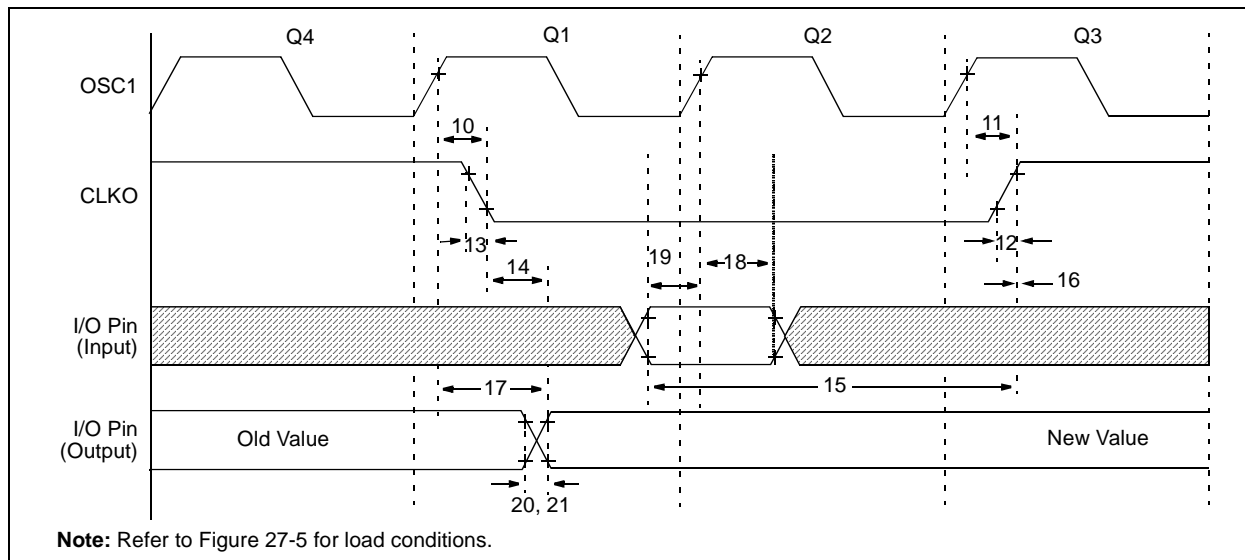 Q4 Q1 Q2 Q3
OSC1
10 11
CLKO
13 12
14 19 18 16
I/O Pin
(Input)
17 15
I/O Pin
(Output)
Old Value New Value
20, 21
Note: Refer to Figure 27-5 for load conditions.